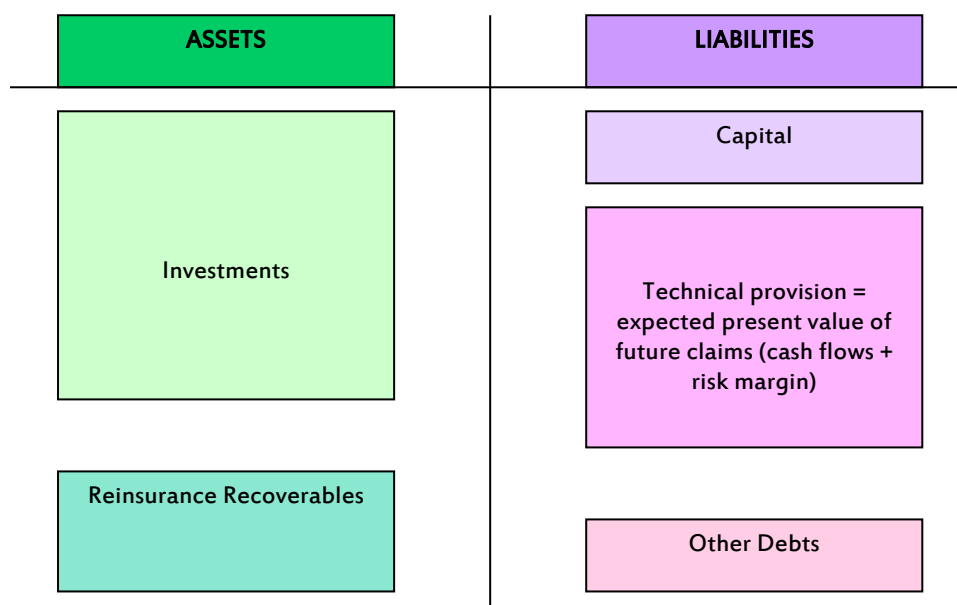 ASSETS
LIABILITIES
Investments
Reinsurance Recoverables
Capital
Technical provision =
expected present value of
future claims (cash flows +
risk margin)
Other Debts